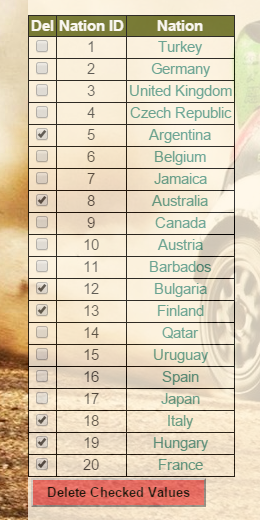 Del Nation ID Nation
1 Turkey
2 Germany
3 United Kingdom
4 Czech Republic
5 Argentina
6 Belgium
7 Jamaica
8 Australia
9 Canada
10 Austria
11 Barbados
12 Bulgaria
13 Finland
14 Qatar
15 Uruguay
16 Spain
17 Japan
18 Italy
19 Hungary
20 France
Delete Checked Values